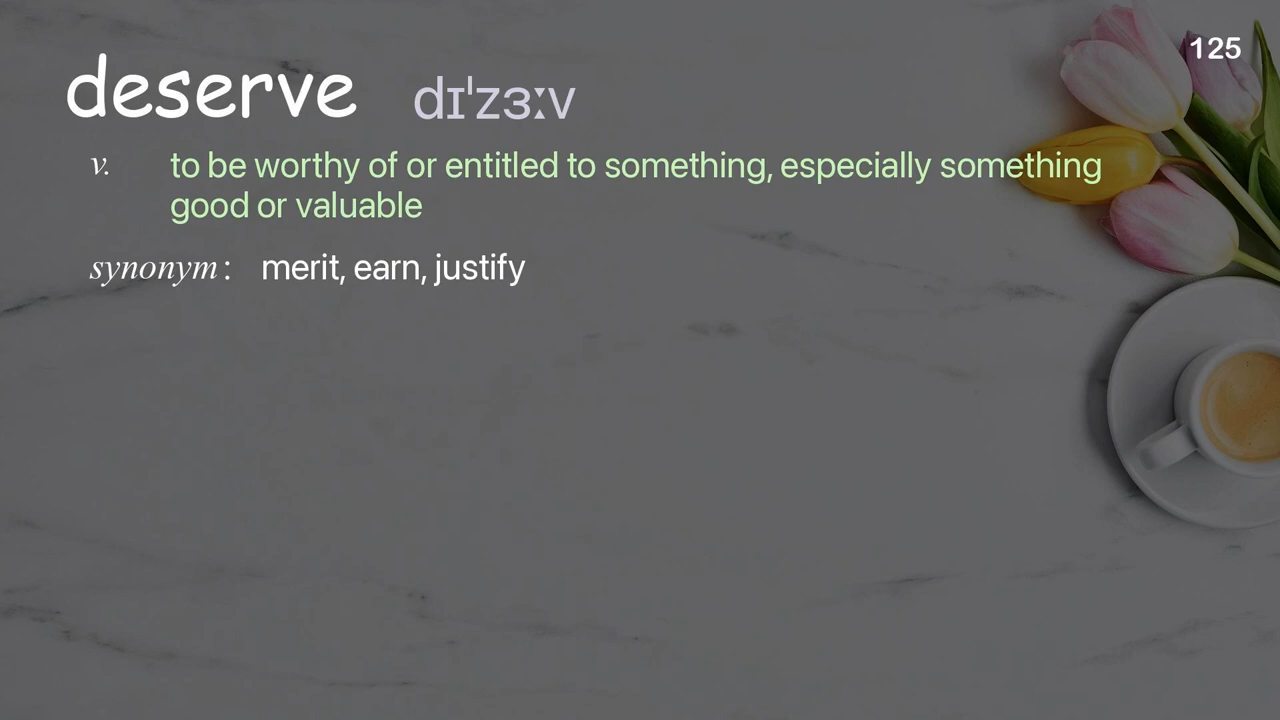 125
deserve dɪˈzɜːv
v. to be worthy of or entitled to something, especially something
good or valuable
synonym: merit, earn, justify